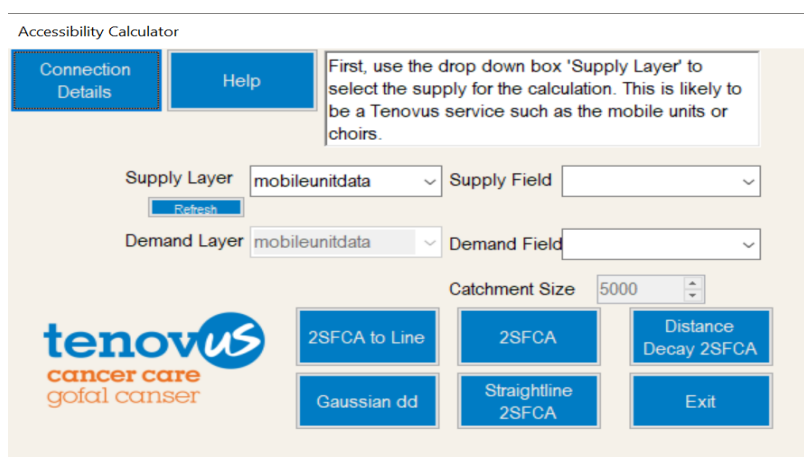 Accessibility Calculator
Connection
Details
Help
First, use the drop down box 'Supply Layer' to
select the supply for the calculation. This is likely to
be a Tenovus service such as the mobile units or
choirs.
Supply Layer mobileunitdata Supply Field
Refresh
Demand Layer mobileunitdata Demand Field
Catchment Size 5000
tenovus
cancer care
gofal canser
2SFCA to Line
2SFCA
Distance
Decay 2SFCA
Gaussian dd
Straightline
2SFCA
Exit